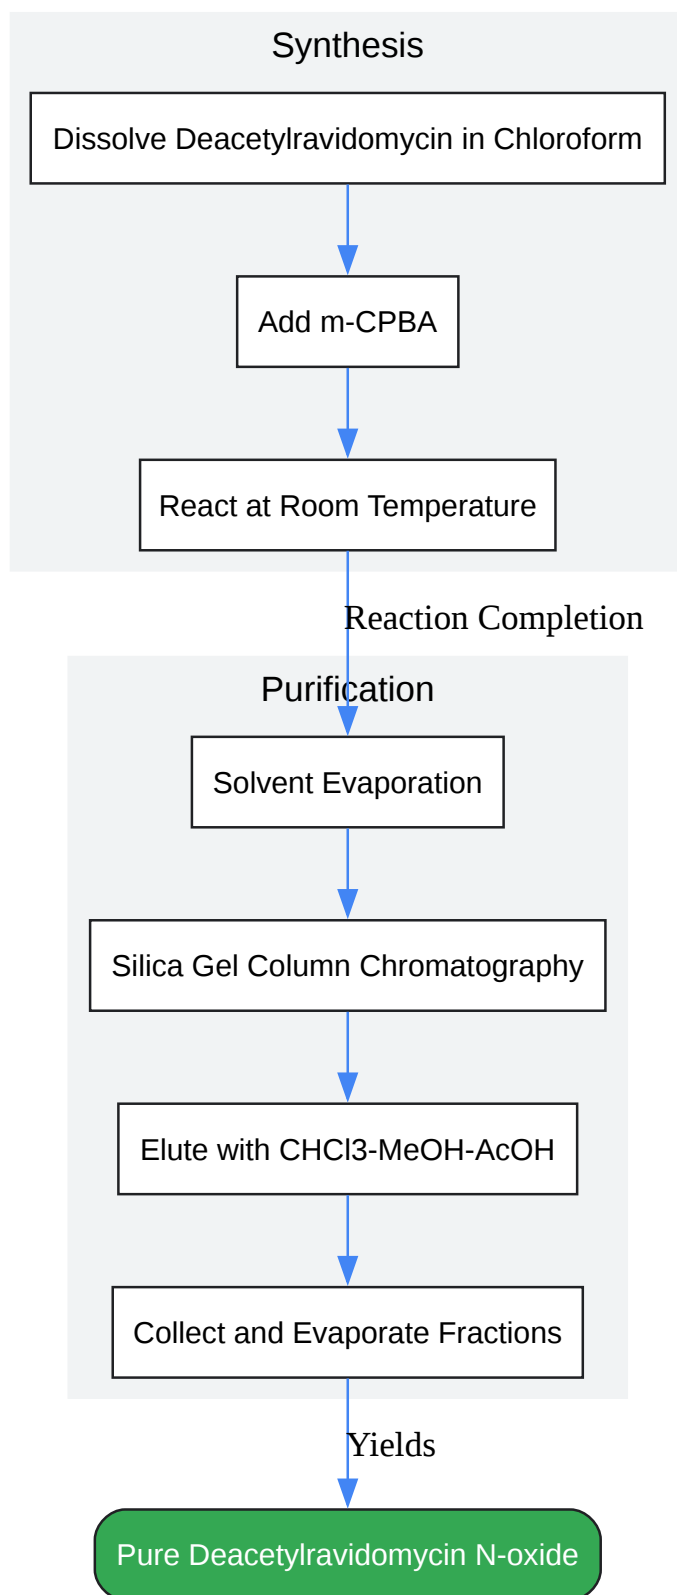 Synthesis
Dissolve Deacetylravidomycin in Chloroform
Add m-CPBA
React at Room Temperature
Reaction Completion
Purification
Solvent Evaporation
Silica Gel Column Chromatography
Elute with CHCl3-MeOH-AcOH
Collect and Evaporate Fractions
Yields
Pure Deacetylravidomycin N-oxide